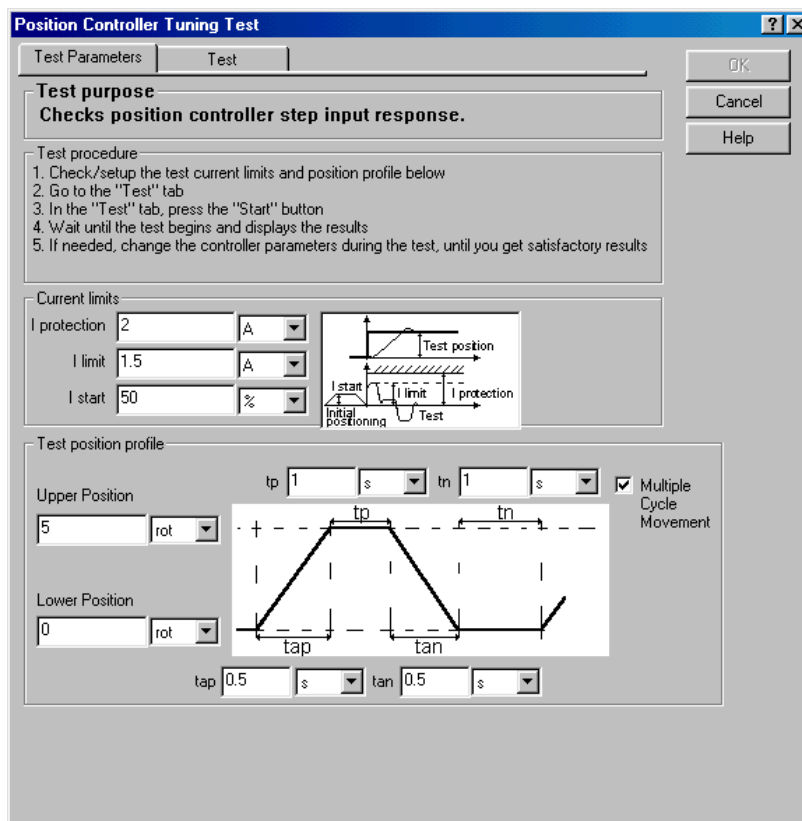 Position Controller Tuning Test
Test Parameters
Test
OK
Cancel
Help
Test purpose
Checks position controller step input response.
Test procedure
1. Check/setup the test current limits and position profile below
2. Go to the "Test" tab
3. In the "Test" tab, press the "Start" button
4. Wait until the test begins and displays the results
5. If needed, change the controller parameters during the test, until you get satisfactory results
Current limits
I protection 2 A
I limit 1.5 A
I start 50 %
Test position
I start
I limit
I protection
Initial
positioning
Test
Test position profile
tp 1 s tn 1 s
Multiple
Cycle
Movement
Upper Position
5 rot
Lower Position
0 rot
tp
tn
tap
tan
tap 0.5 s tan 0.5 s